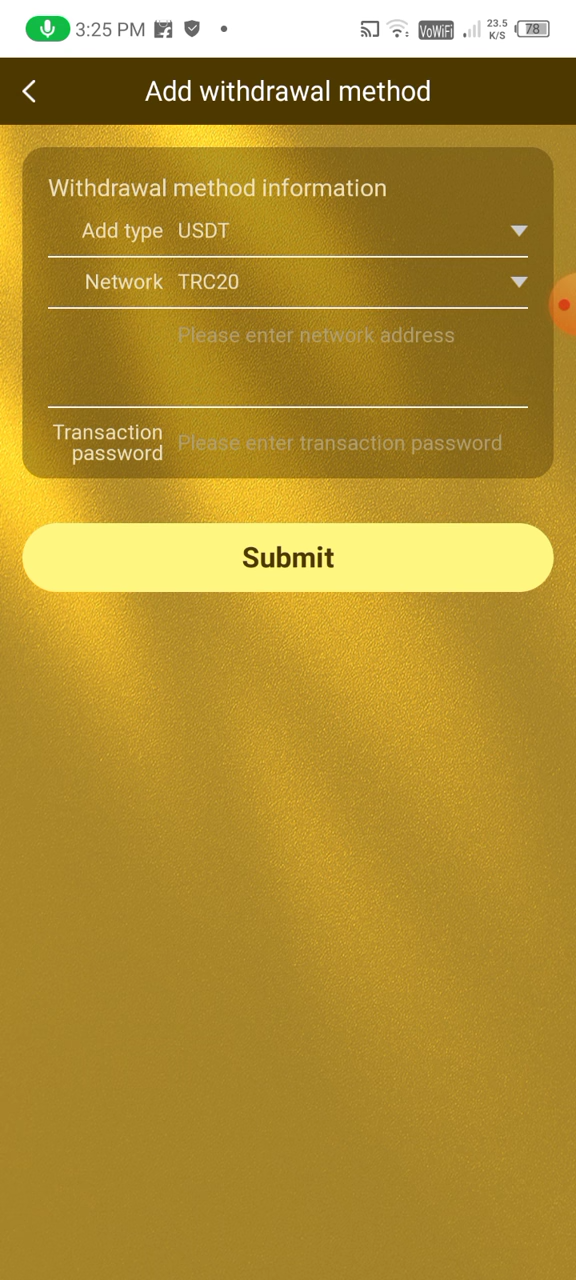 3:25 PM
VoWiFi
23.5
K/S
78
Add withdrawal method
Withdrawal method information
Add type USDT
Network TRC20
Please enter network address
Transaction
password
Please enter transaction password
Submit